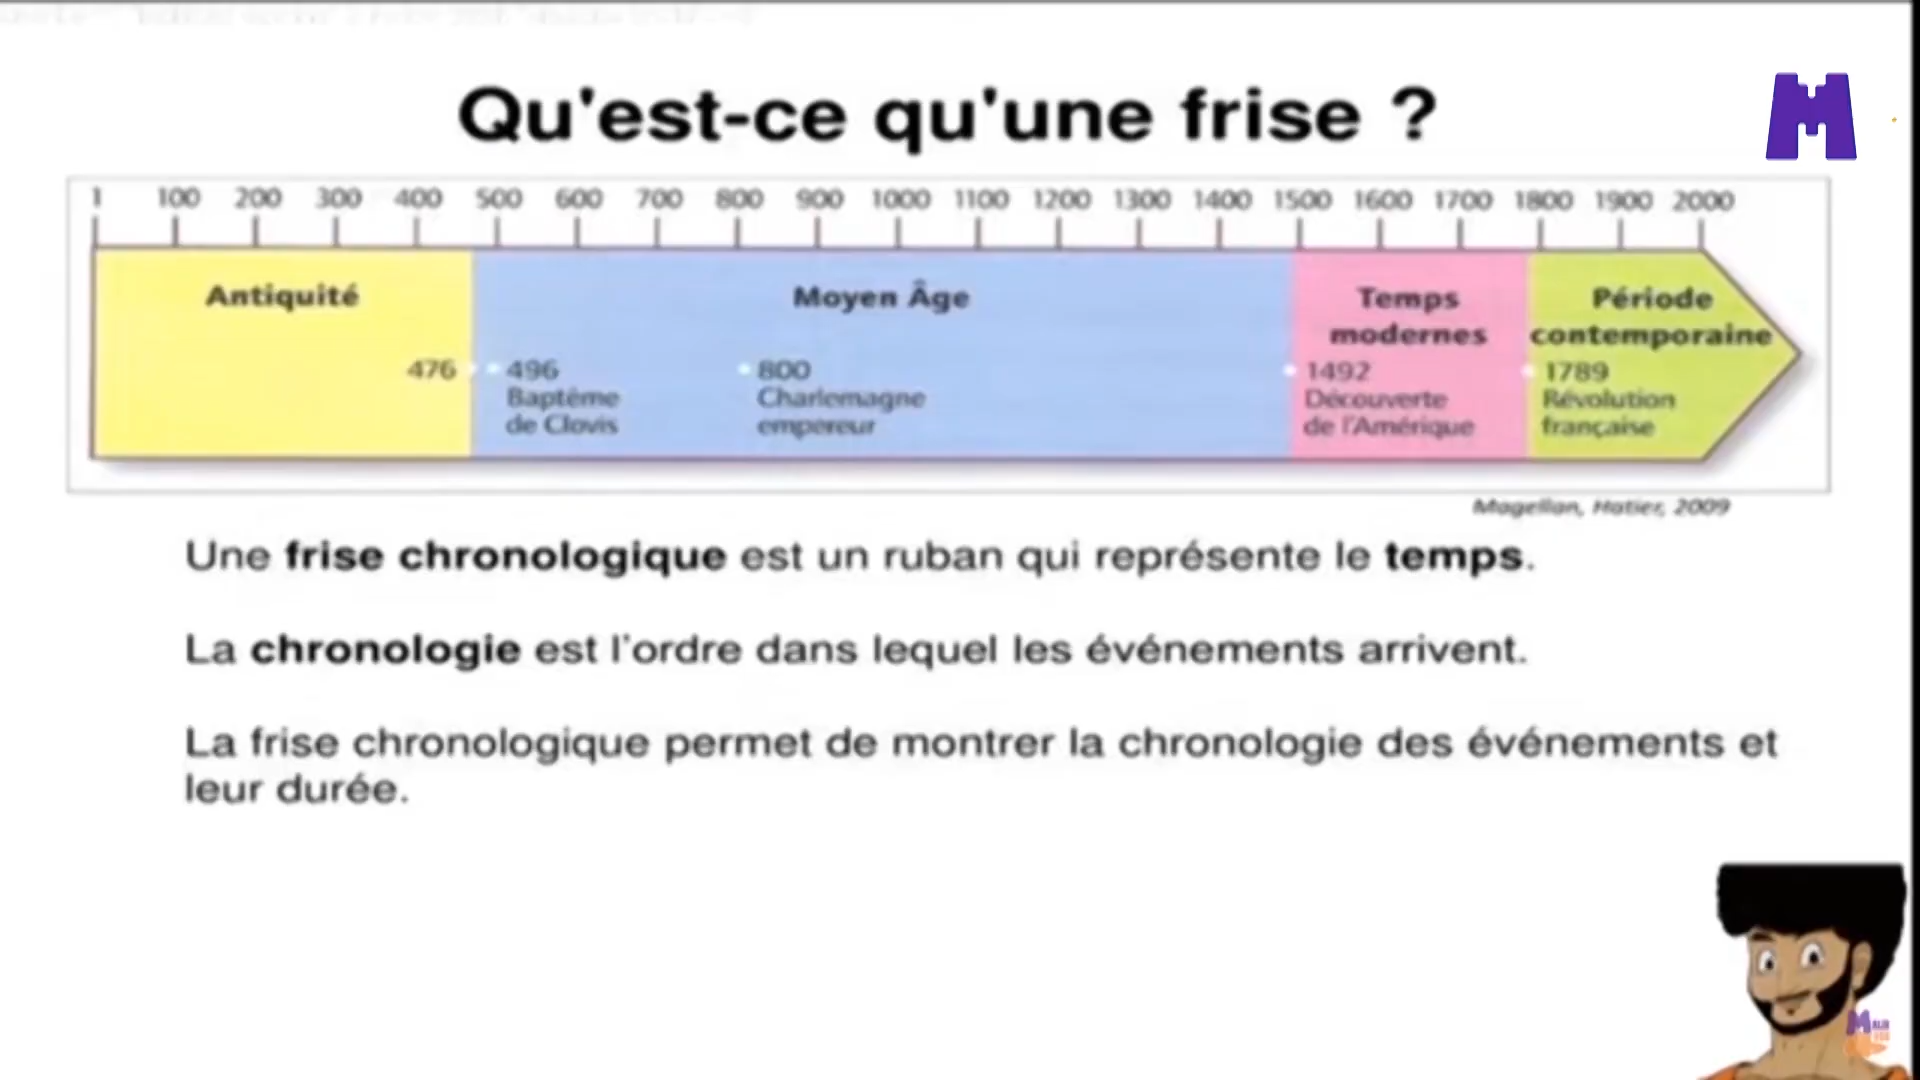 Qu'est-ce qu'une frise ?
M
1 100 200 300 400 500 600 700 800 900 1000 1100 1200 1300 1400 1500 1600 1700 1800 1900 2000
Antiquité
Moyen Âge
Temps
modernes
Période
contemporaine
476
496
Baptême
de Clovis
800
Charlemagne
empereur
1492
Découverte
de l'Amérique
1789
Révolution
française
Magellan, Hatier, 2009
Une frise chronologique est un ruban qui représente le temps.
La chronologie est l'ordre dans lequel les événements arrivent.
La frise chronologique permet de montrer la chronologie des événements et
leur durée.